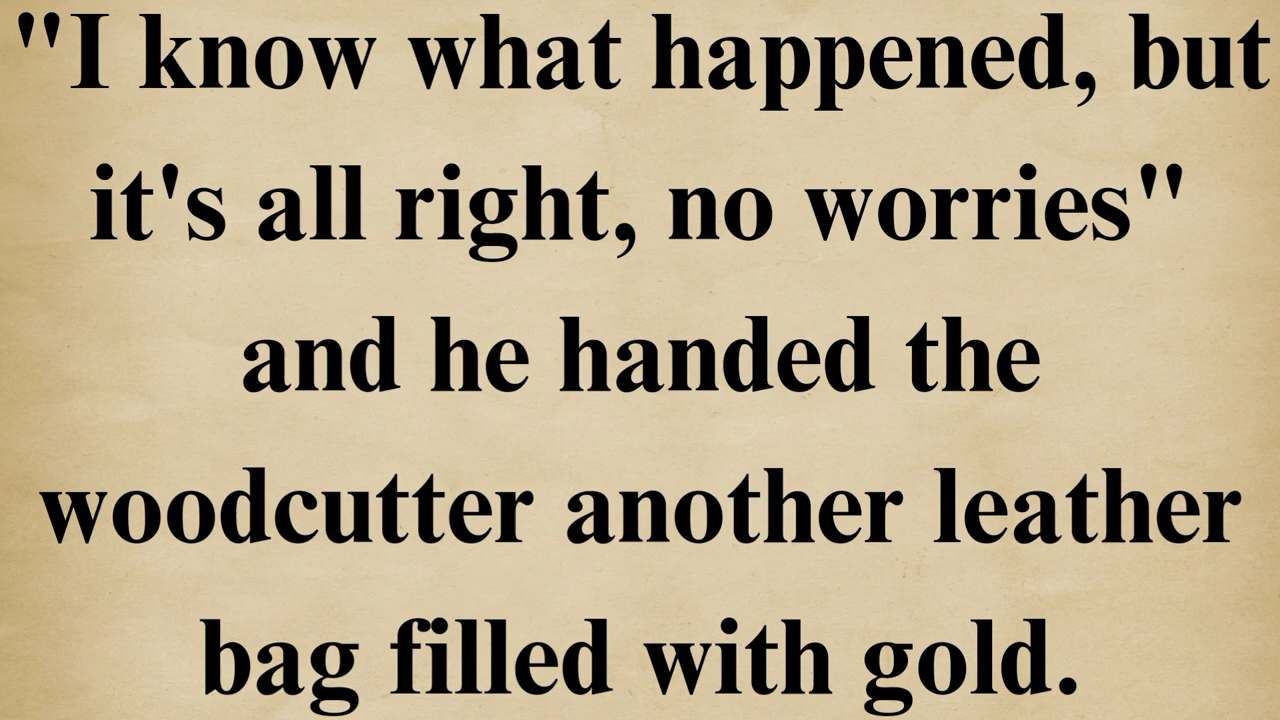 "I know what happened, but
it's all right, no worries"
and he handed the
woodcutter another leather
bag filled with gold.